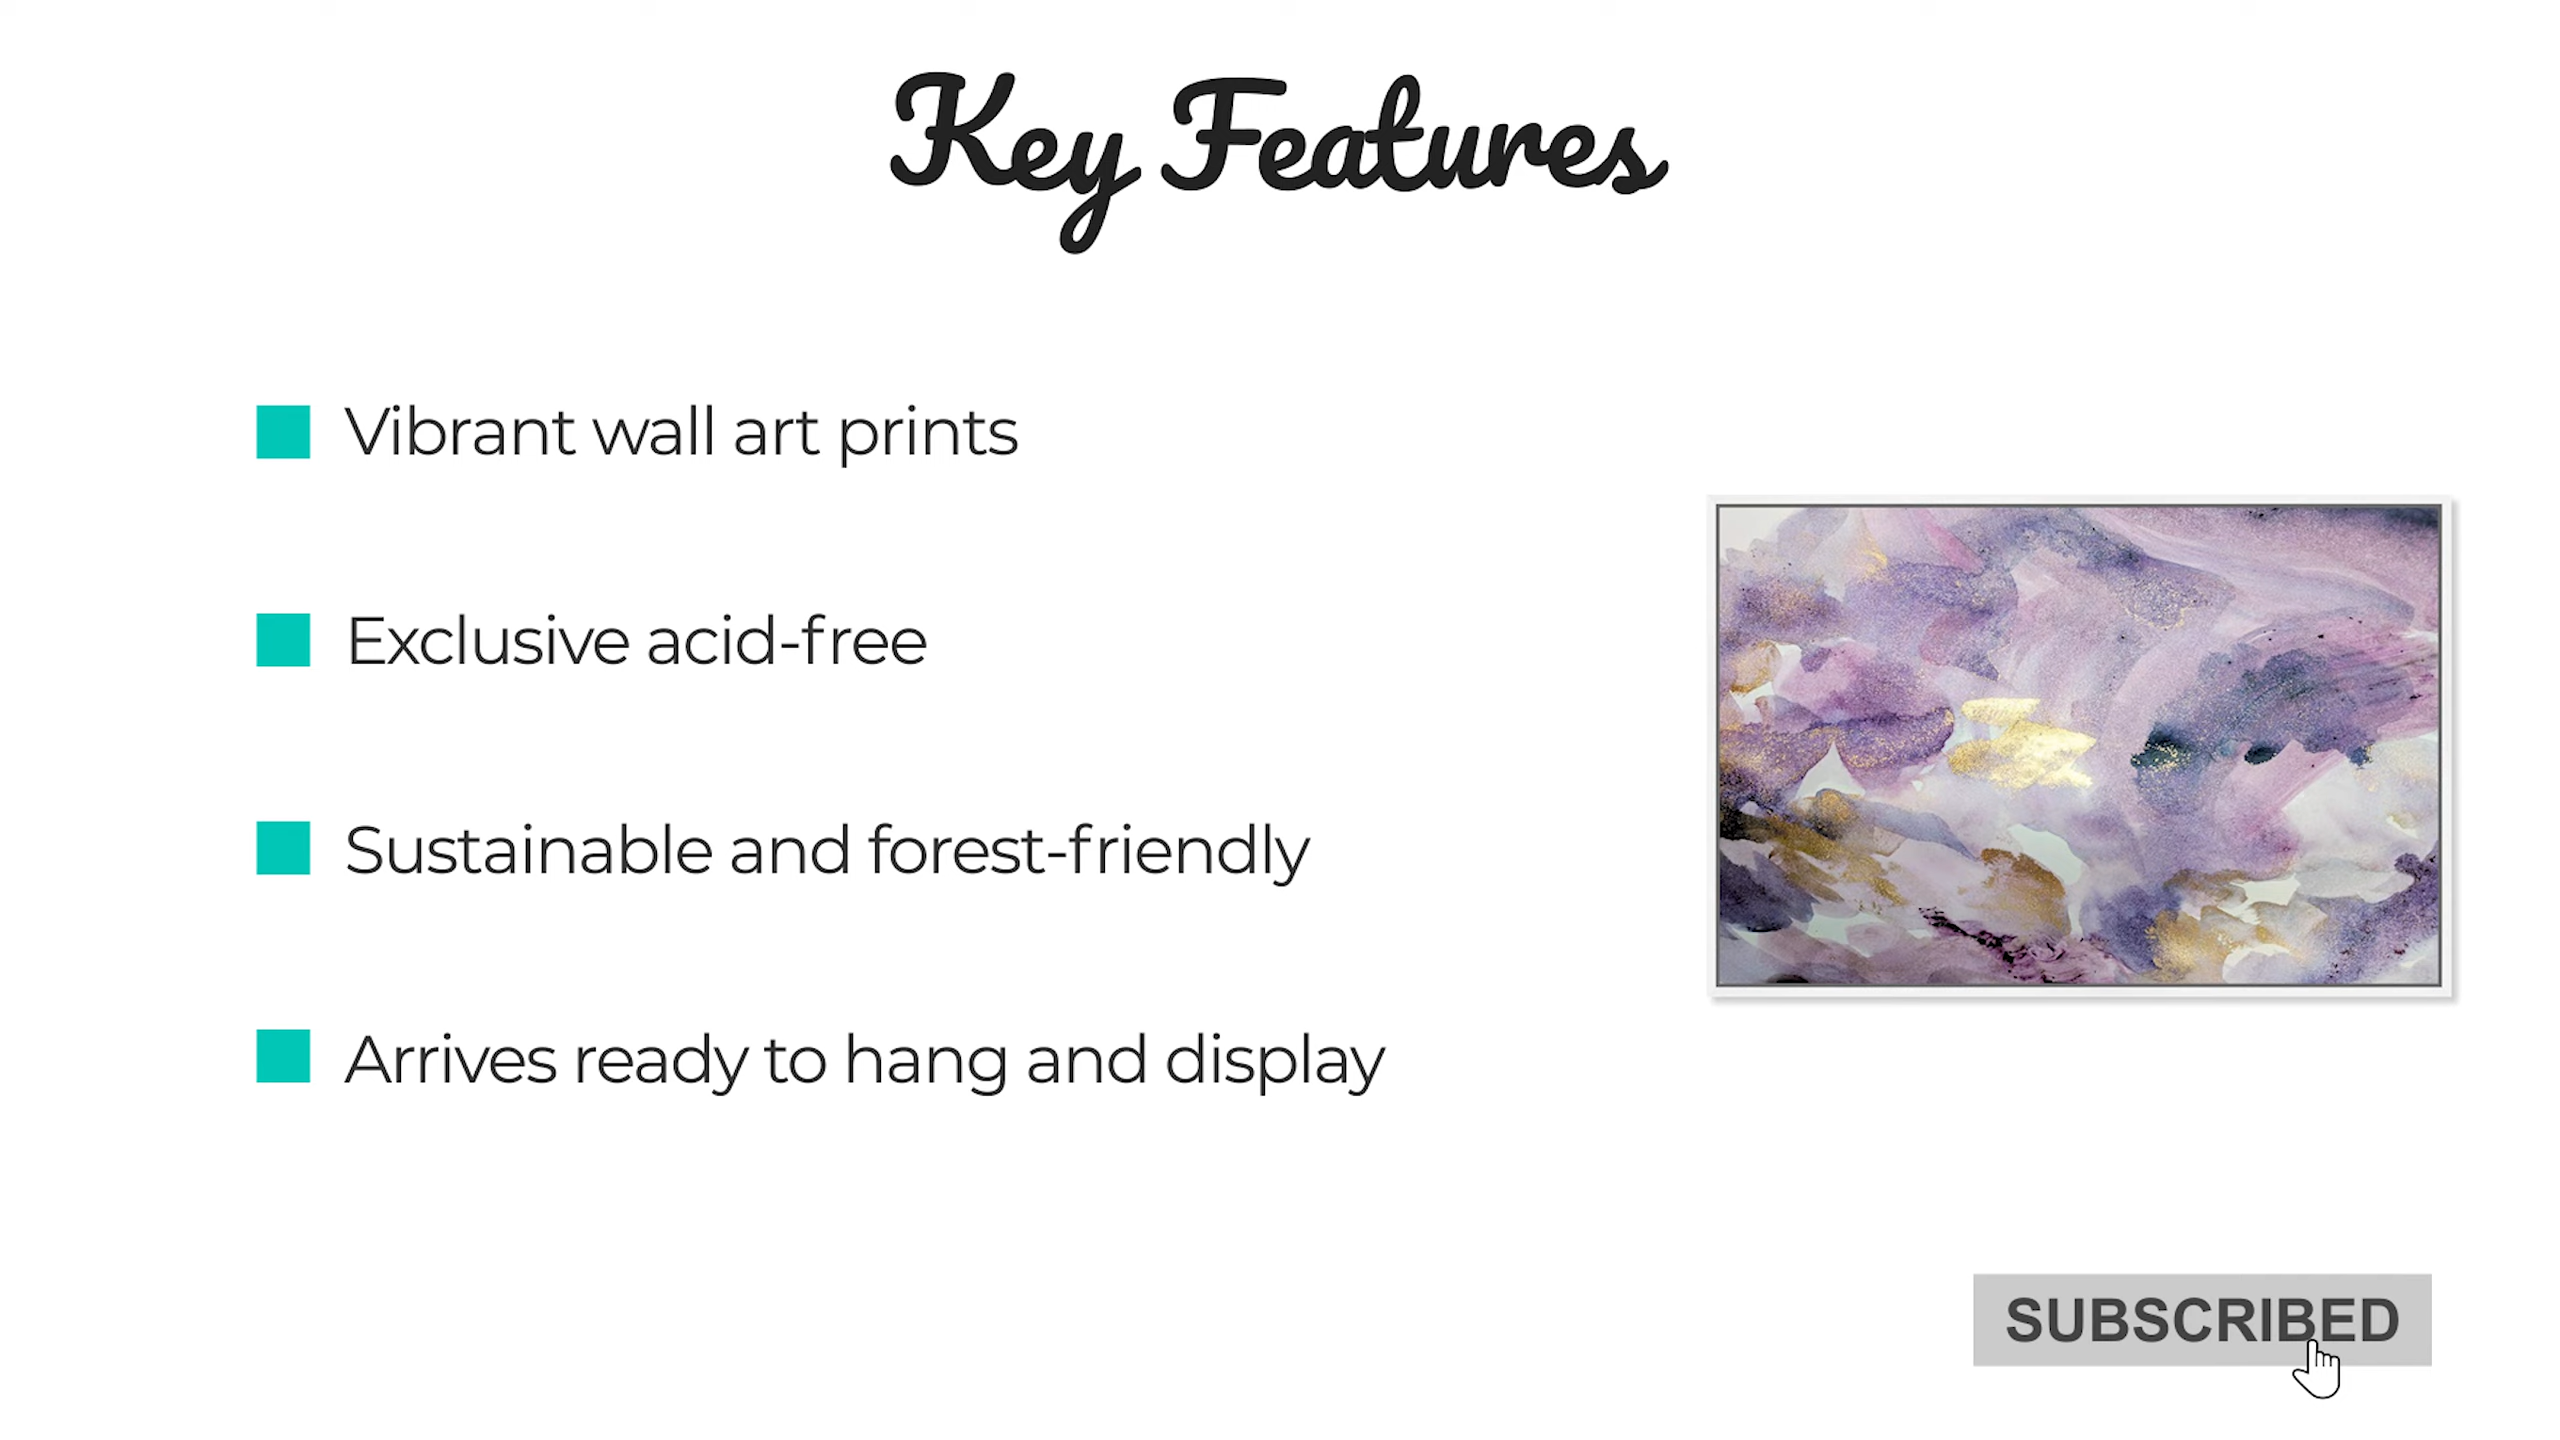 Key Features
Vibrant wall art prints
Exclusive acid-free
Sustainable and forest-friendly
Arrives ready to hang and display
SUBSCRIBED